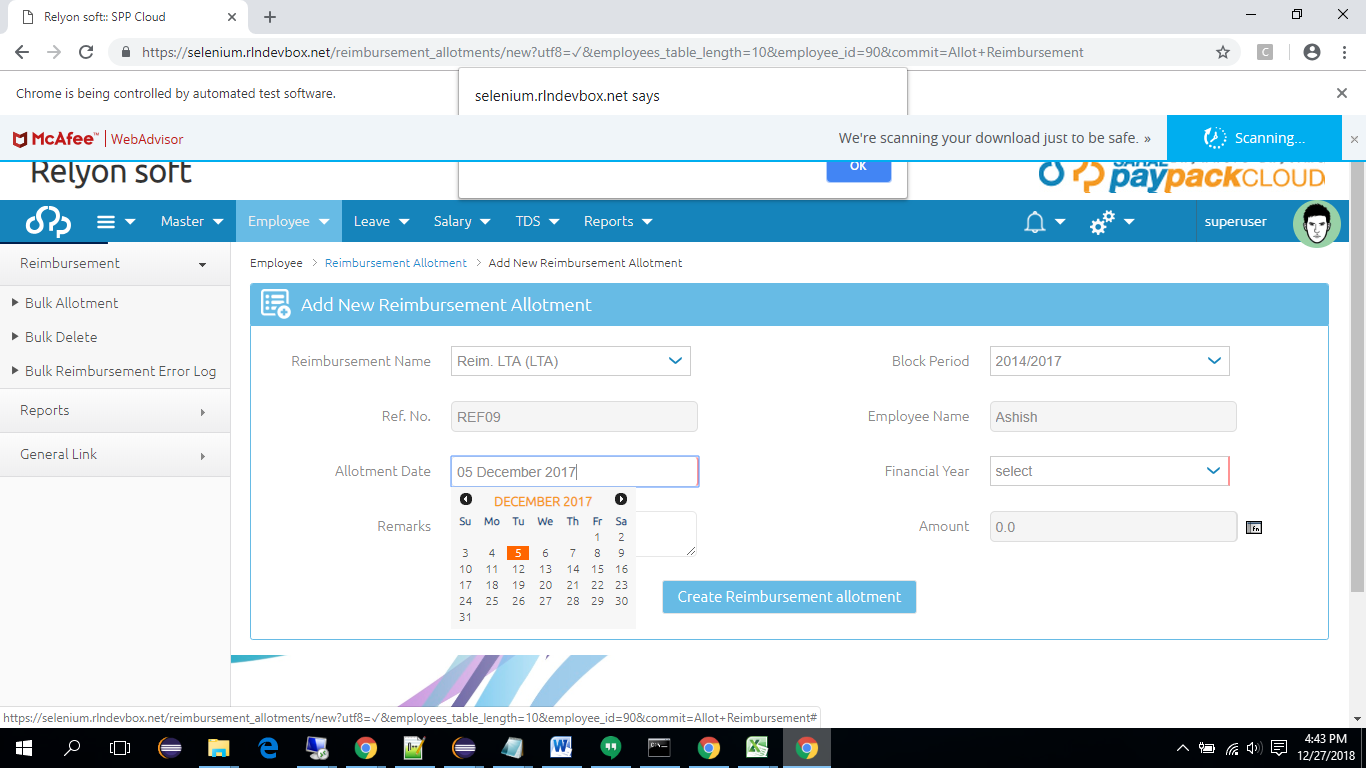 Relyon soft:: SPP Cloud
https://selenium.rlndevbox.net/reimbursement_allotments/new?utf8=✓&employees_table_length=10&employee_id=90&commit=Allot+Reimbursement
C
Chrome is being controlled by automated test software.
selenium.rlndevbox.net says
McAfee™ | WebAdvisor
We're scanning your download just to be safe. »
Scanning...
Relyon soft
OK
paypackCLOUD
Master
Employee
Leave
Salary
TDS
Reports
superuser
Reimbursement
Bulk Allotment
Bulk Delete
Bulk Reimbursement Error Log
Reports
General Link
Employee > Reimbursement Allotment > Add New Reimbursement Allotment
Add New Reimbursement Allotment
Reimbursement Name Reim. LTA (LTA)
Block Period 2014/2017
Ref. No. REF09
Employee Name Ashish
Allotment Date 05 December 2017
Financial Year select
Remarks
Amount 0.0
fn
DECEMBER 2017
Su Mo Tu We Th Fr Sa
1 2
3 4 5 6 7 8 9
10 11 12 13 14 15 16
17 18 19 20 21 22 23
24 25 26 27 28 29 30
31
Create Reimbursement allotment
https://selenium.rlndevbox.net/reimbursement_allotments/new?utf8=✓&employees_table_length=10&employee_id=90&commit=Allot+Reimbursement#
4:43 PM
12/27/2018